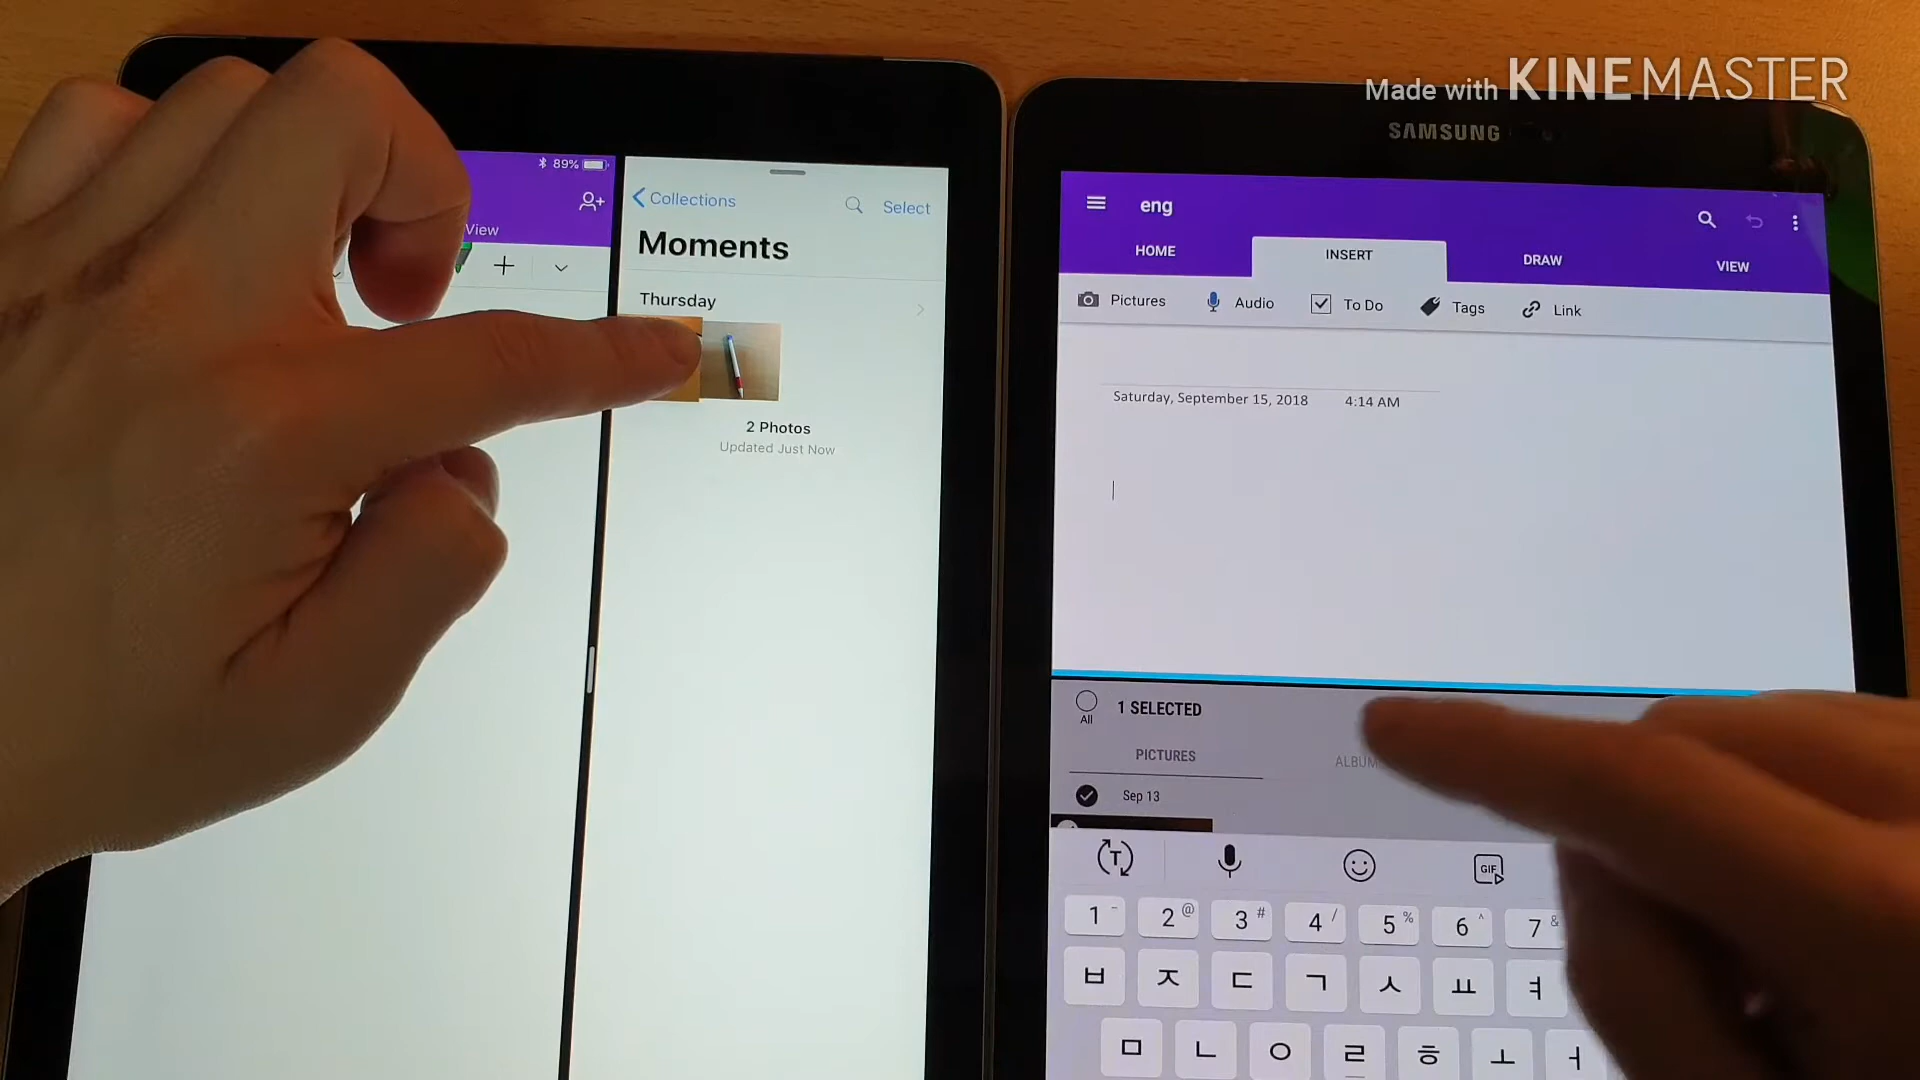 Made with KINEMASTER
SAMSUNG
89%
View
Collections
Select
Moments
Thursday
2 Photos
Updated Just Now
eng
HOME
INSERT
DRAW
VIEW
Pictures
Audio
To Do
Tags
Link
Saturday, September 15, 2018 4:14 AM
All
1 SELECTED
PICTURES
ALBUM
Sep 13
T
GIF
1 - 2 @ 3 # 4 / 5 % 6 ^ 7 &
ㅂ ㅈ ㄷ ㄱ ㅅ ㅛ ㅕ
ㅁ ㄴ ㅇ ㄹ ㅎ ㅗ ㅓ